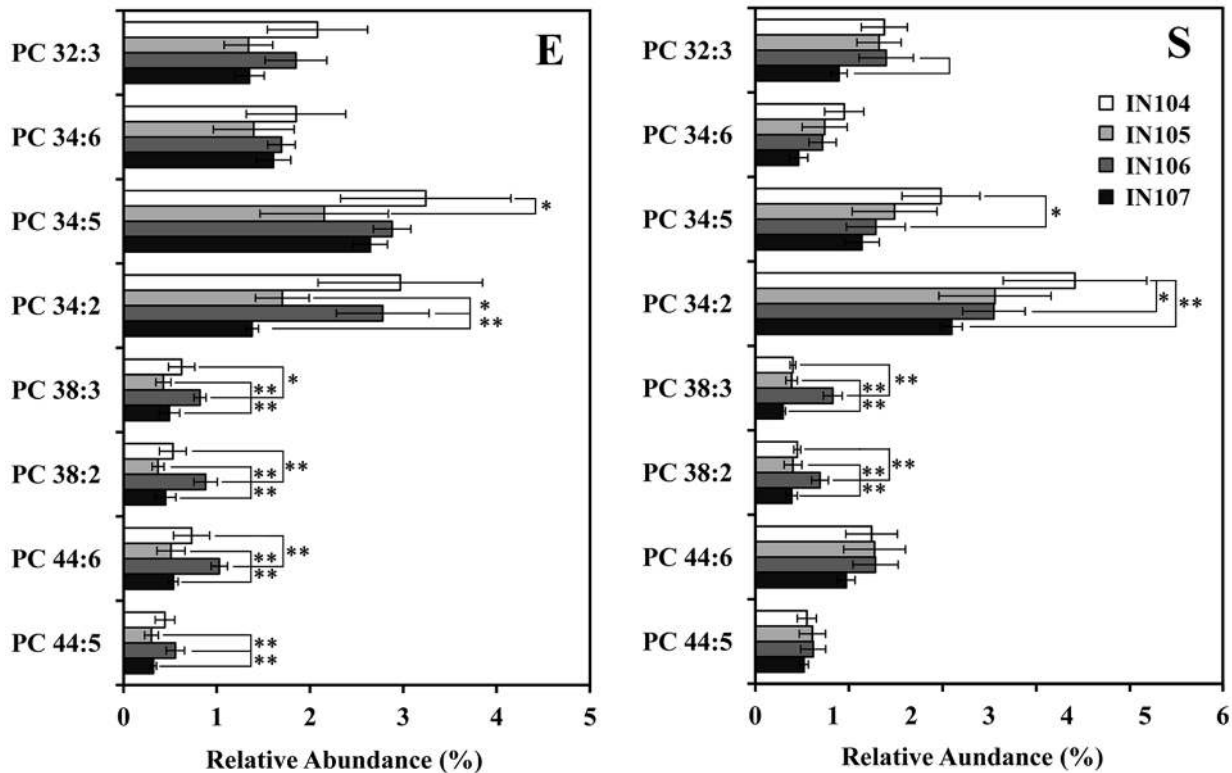 E
PC 32:3
PC 34:6
PC 34:5
*
PC 34:2
*
**
PC 38:3
*
**
**
PC 38:2
**
**
**
PC 44:6
**
**
**
PC 44:5
**
**
0 1 2 3 4 5
Relative Abundance (%)
S
IN104
IN105
IN106
IN107
PC 32:3
PC 34:6
PC 34:5
*
PC 34:2
*
**
PC 38:3
**
**
**
PC 38:2
**
**
**
PC 44:6
PC 44:5
0 1 2 3 4 5 6
Relative Aundance (%)